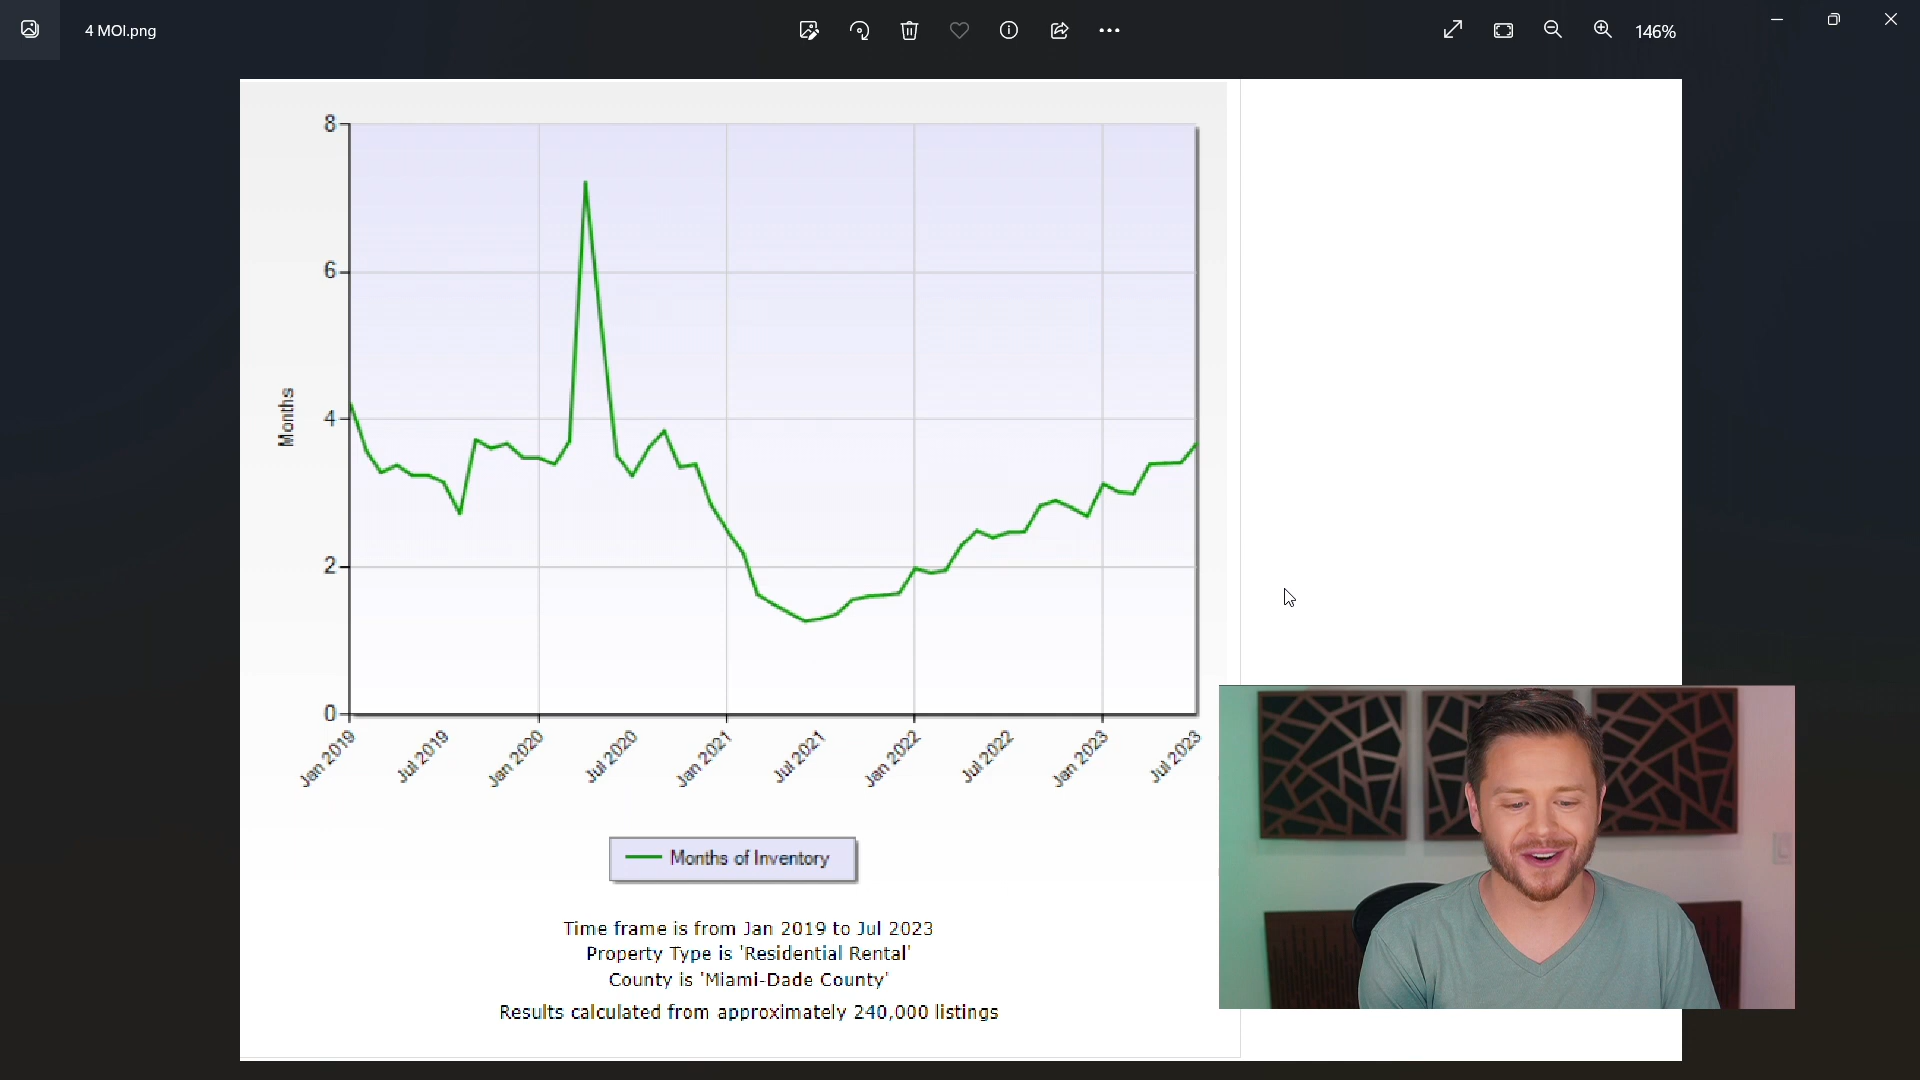 4 MOI.png
146%
8
6
4
2
0
Months
Jan 2019
Jul 2019
Jan 2020
Jul 2020
Jan 2021
Jul 2021
Jan 2022
Jul 2022
Jan 2023
Jul 2023
Months of Inventory
Time frame is from Jan 2019 to Jul 2023
Property Type is 'Residential Rental'
County is 'Miami-Dade County'
Results calculated from approximately 240,000 listings